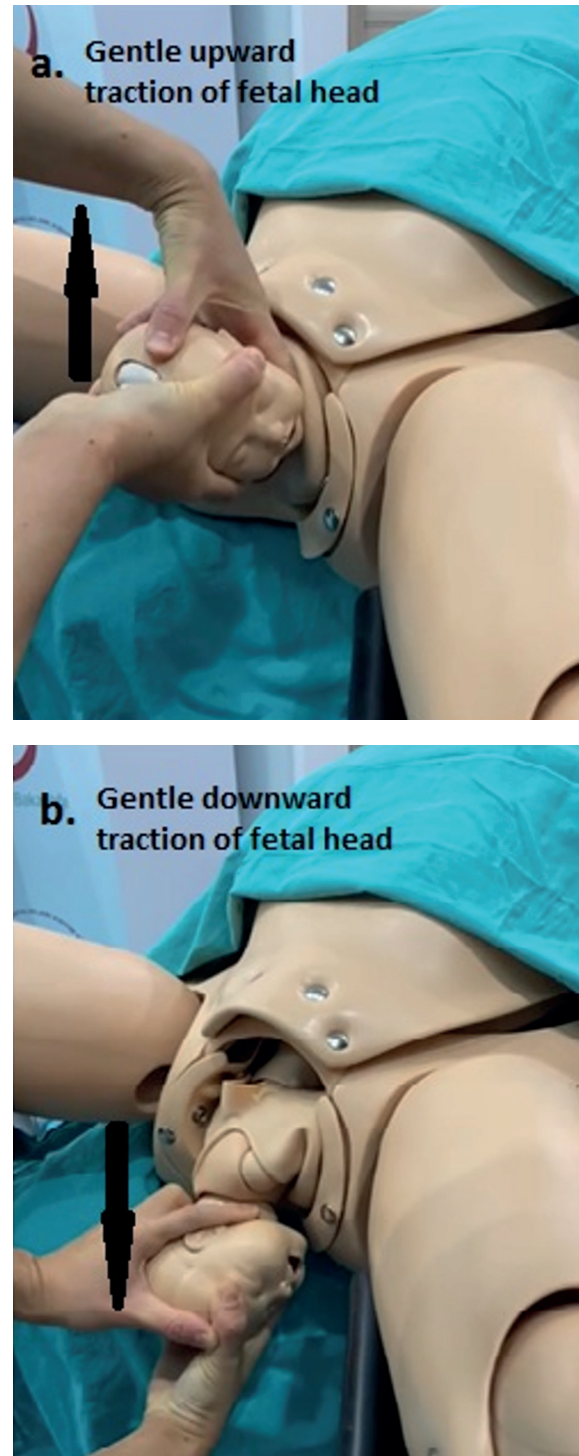 a. Gentle upward
traction of fetal head
b. Gentle downward
traction of fetal head